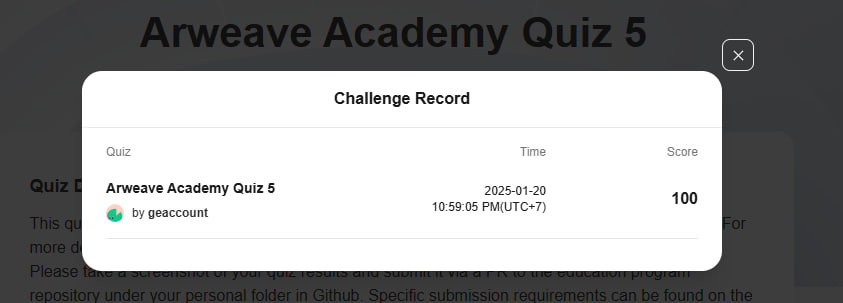 Arweave Academy Quiz 5
Challenge Record
Quiz Time Score
Arweave Academy Quiz 5
2025-01-20
10:59:05 PM(UTC+7)
100
by geaccount
Quiz D
This qu For
more de
Please take a screenshot of your quiz results and submit it via a PR to the education program
repository under your personal folder in Github. Specific submission requirements can be found on the